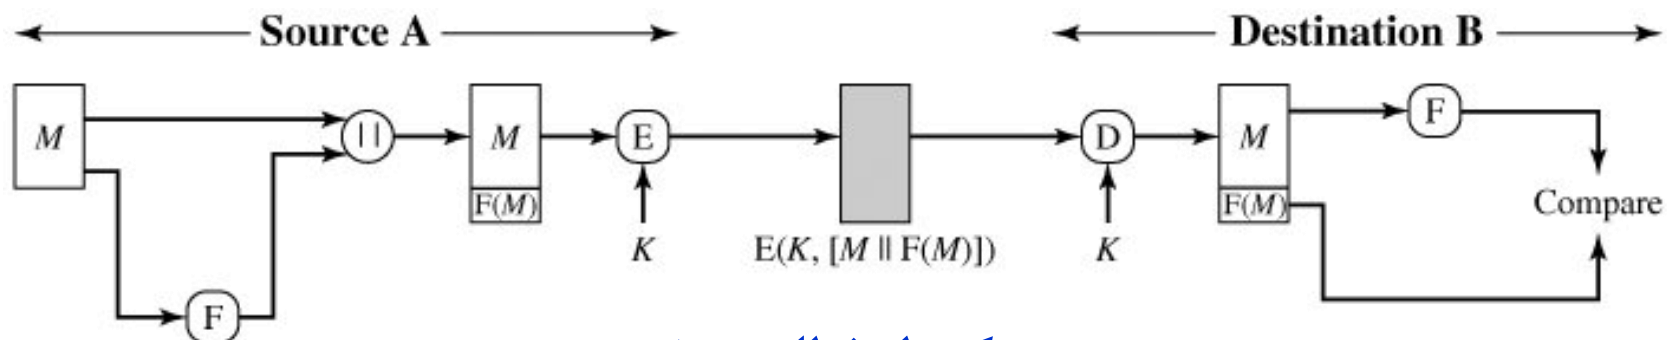 Source A
Destination B
M
||
M
F(M)
E
K
E(K, [M || F(M)])
D
K
M
F(M)
F
Compare
F